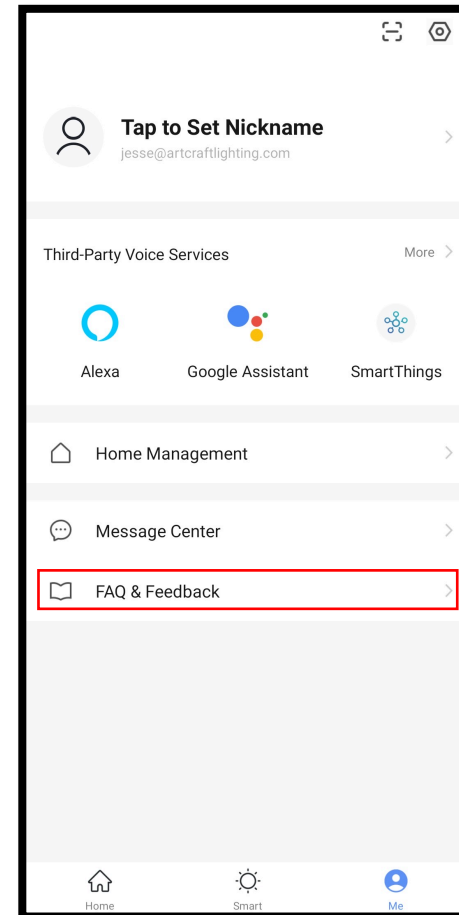 Tap to Set Nickname
jesse@artcraftlighting.com
Third-Party Voice Services More
Alexa Google Assistant SmartThings
Home Management
Message Center
FAQ & Feedback
Home Smart Me